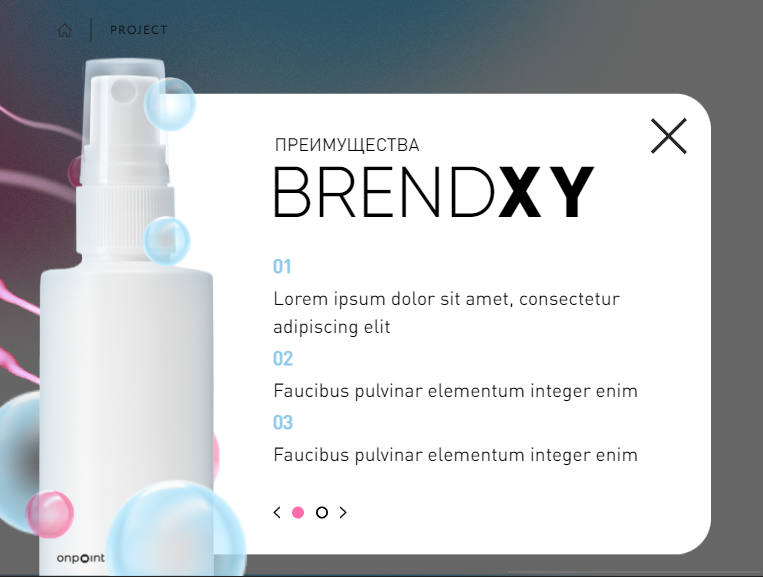 PROJECT
ПРЕИМУЩЕСТВА
BRENDXY
01
Lorem ipsum dolor sit amet, consectetur
adipiscing elit
02
Faucibus pulvinar elementum integer enim
03
Faucibus pulvinar elementum integer enim
onpoint